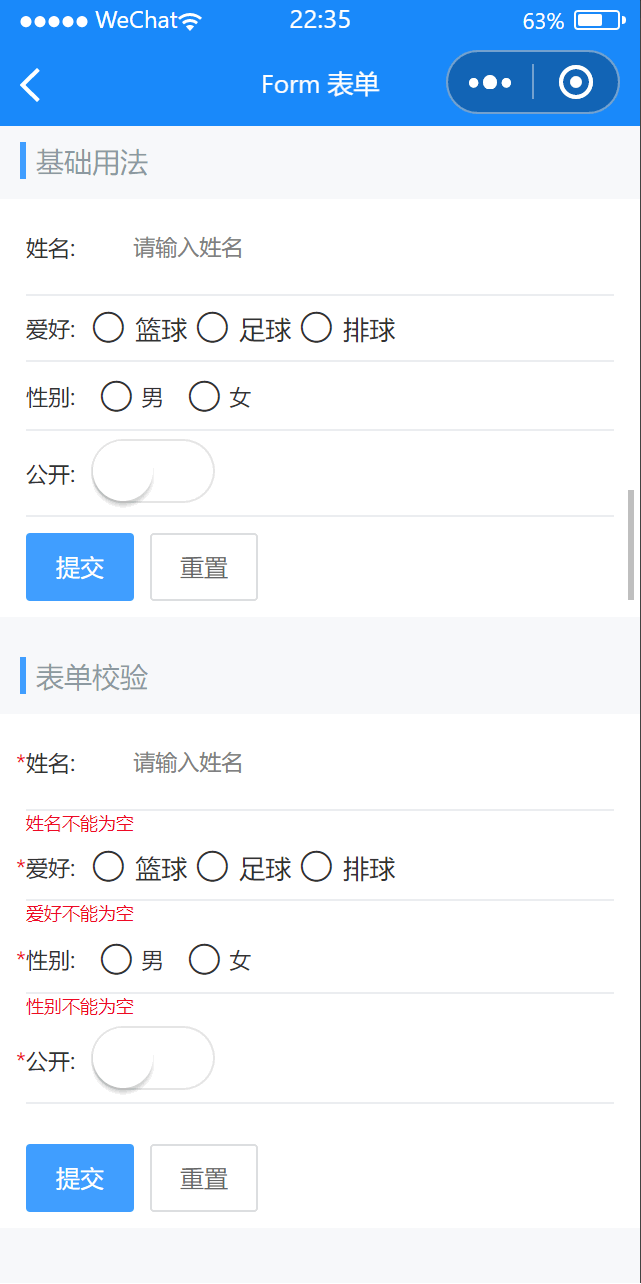 WeChat 22:35 63%
Form 表单
基础用法
姓名: 请输入姓名
爱好: 篮球 足球 排球
性别: 男 女
公开:
提交 重置
表单校验
*姓名: 请输入姓名
姓名不能为空
*爱好: 篮球 足球 排球
爱好不能为空
*性别: 男 女
性别不能为空
*公开:
提交 重置